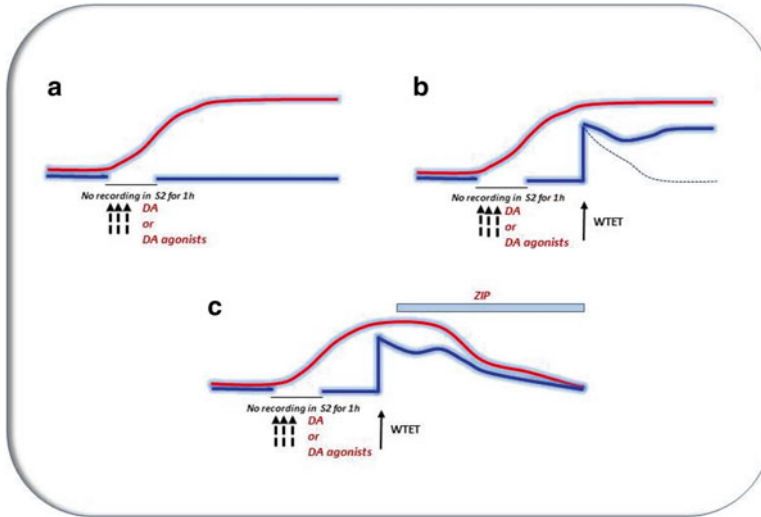 a
No recording in S2 for 1h
DA
or
DA agonists
b
No recording in S2 for 1h
DA
or
DA agonists
WTET
c
ZIP
No recording in S2 for 1h
DA
or
DA agonists
WTET